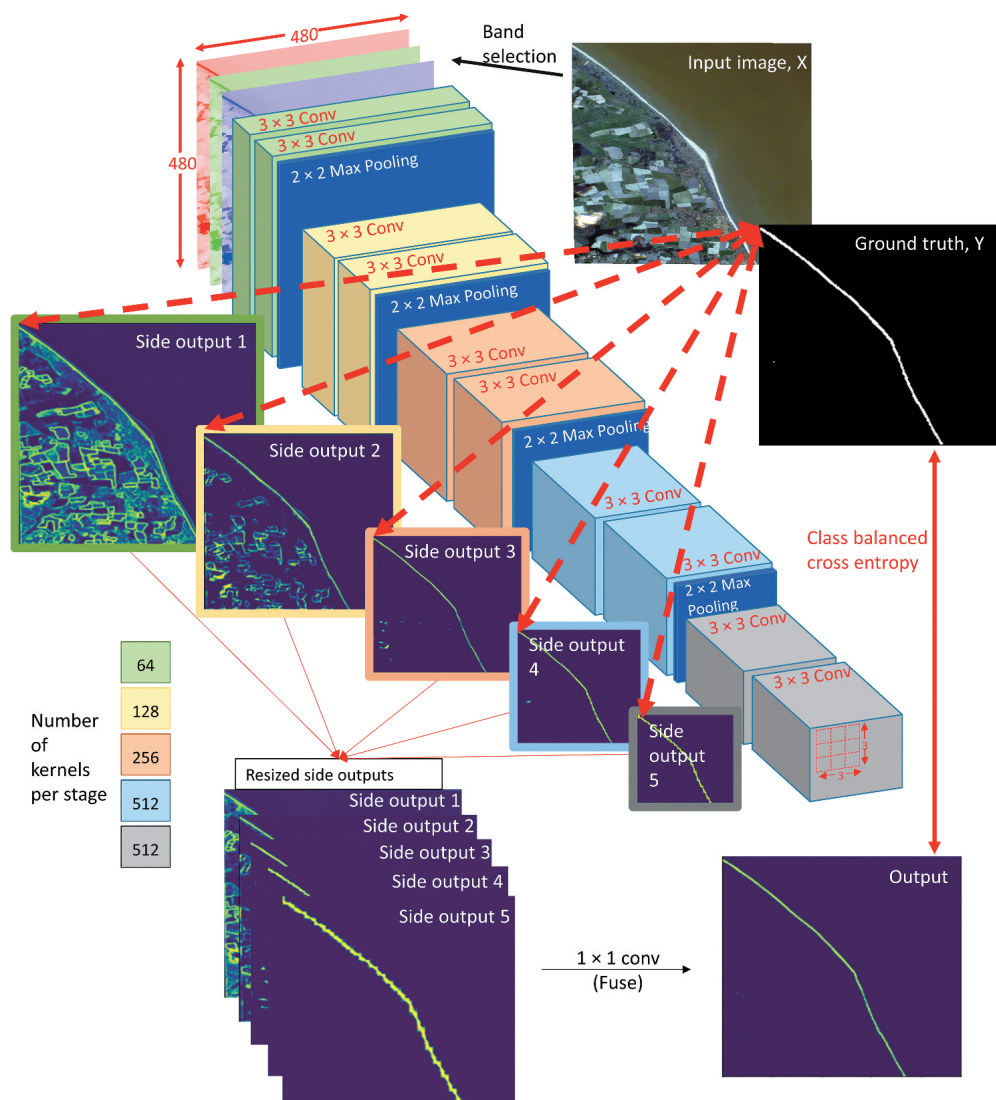 480
Band
selection
Input image, X
480
3 × 3 Conv
3 × 3 Conv
2 × 2 Max Pooling
Ground truth, Y
3 × 3 Conv
3 × 3 Conv
2 × 2 Max Pooling
Side output 1
3 × 3 Conv
3 × 3 Conv
2 × 2 Max Pooling
Side output 2
3 × 3 Conv
3 × 3 Conv
2 × 2 Max
Pooling
Class balanced
cross entropy
Side output 3
3 × 3 Conv
3 × 3 Conv
Side output
4
Side
output
5
3
3
Number
of
kernels
per stage
64
128
256
512
512
Resized side outputs
Side output 1
Side output 2
Side output 3
Side output 4
Side output 5
1 × 1 conv
(Fuse)
Output